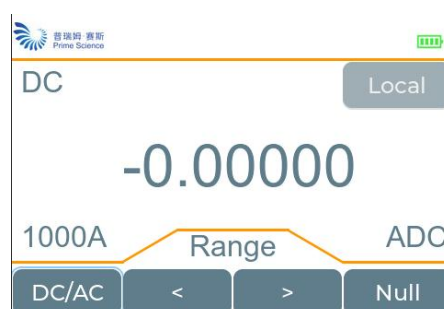 普瑞姆 赛斯
Prime Science
DC
Local
-0.00000
1000A
Range
ADC
DC/AC
<
>
Null